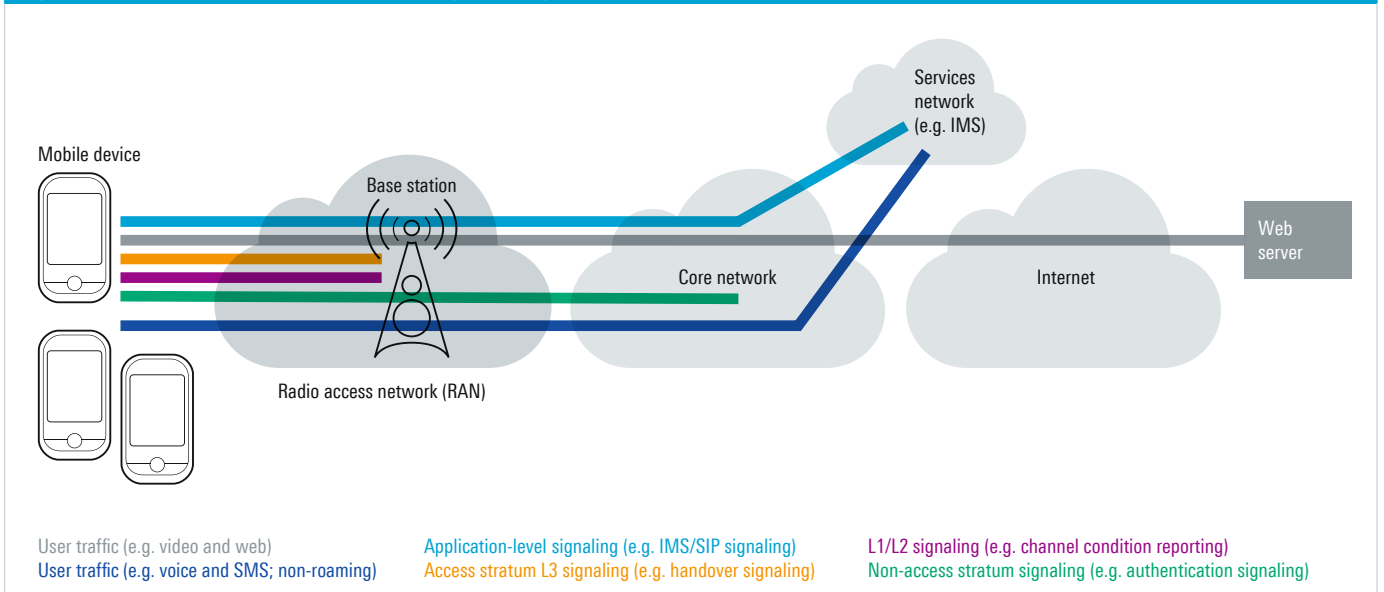 Services
network
(e.g. IMS)
Mobile device
Base station
Web
server
Core network
Internet
Radio access network (RAN)
User traffic (e.g. video and web)
Application-level signaling (e.g. IMS/SIP signaling)
L1/L2 signaling (e.g. channel condition reporting)
User traffic (e.g. voice and SMS; non-roaming)
Access stratum L3 signaling (e.g. handover signaling)
Non-access stratum signaling (e.g. authentication signaling)